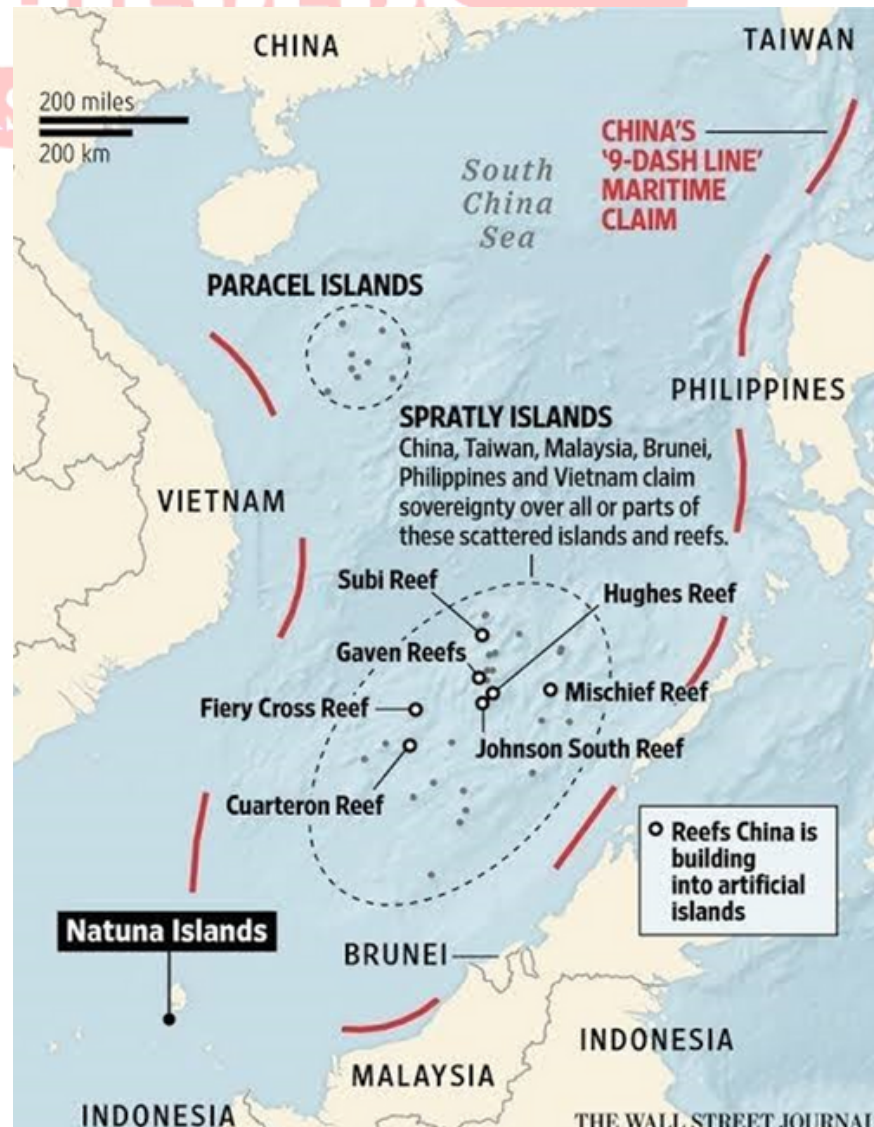 CHINA
TAIWAN
200 miles
200 km
CHINA'S
'9-DASH LINE'
MARITIME
CLAIM
South
China
Sea
PARACEL ISLANDS
PHILIPPINES
SPRATLY ISLANDS
China, Taiwan, Malaysia, Brunei,
Philippines and Vietnam claim
sovereignty over all or parts of
these scattered islands and reefs.
VIETNAM
Subi Reef
Hughes Reef
Gaven Reefs
Mischief Reef
Fiery Cross Reef
Johnson South Reef
Cuarteron Reef
Reefs China is
building
into artificial
islands
Natuna Islands
BRUNEI
INDONESIA
MALAYSIA
INDONESIA
THE WALL STREET JOURNAL